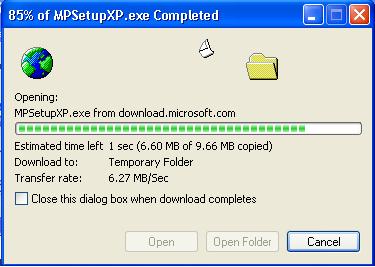 85% of MPSetupXP.exe Completed
Opening:
MPSetupXP.exe from download.microsoft.com
Estimated time left 1 sec (6.60 MB of 9.66 MB copied)
Download to: Temporary Folder
Transfer rate: 6.27 MB/Sec
Close this dialog box when download completes
Open Open Folder Cancel